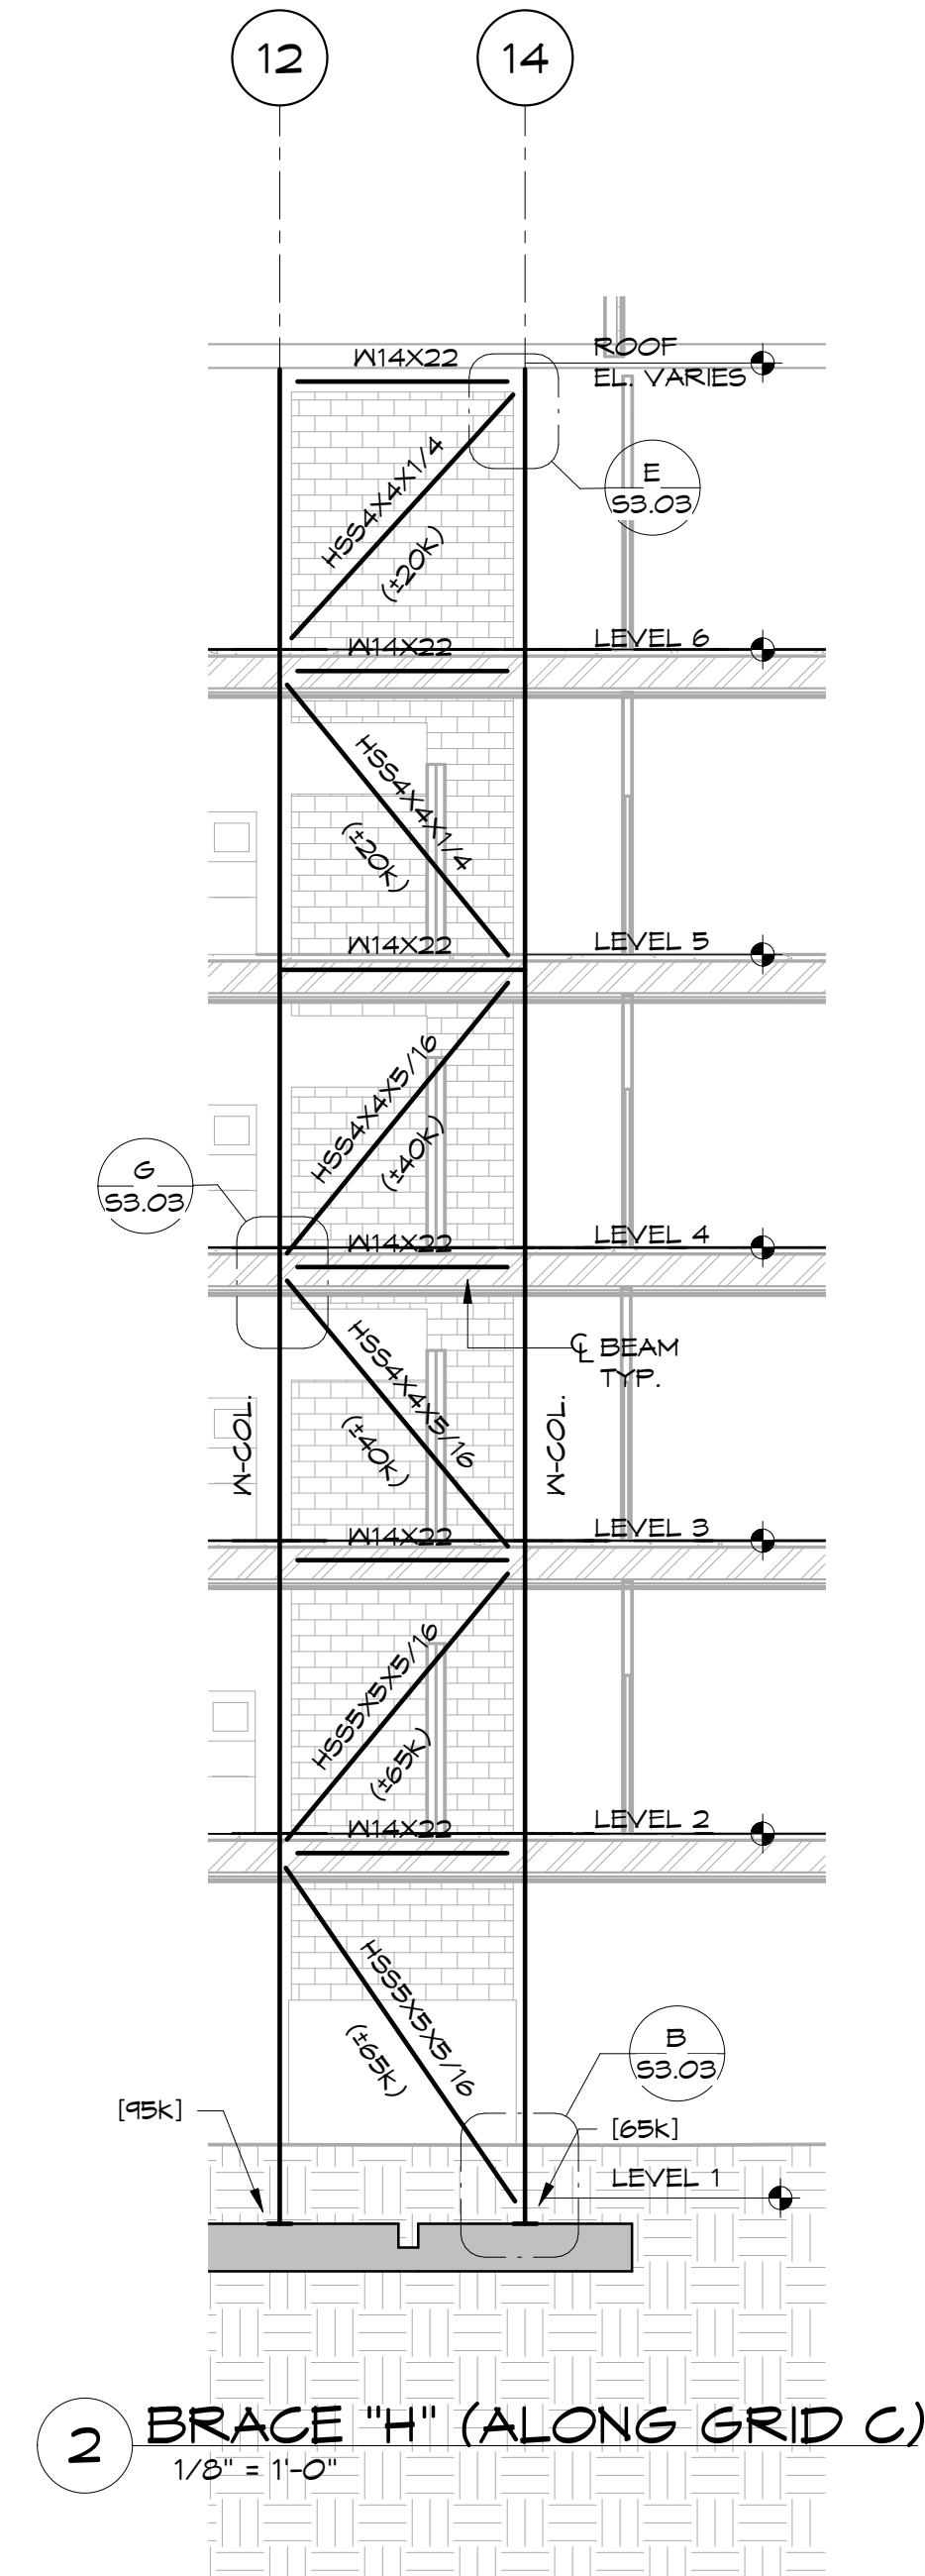 12
14
W14X22
ROOF
EL. VARIES
HSS4X4X1/4
(±20K)
E
S3.03
W14X22
LEVEL 6
HSS4X4X1/4
(±20K)
W14X22
LEVEL 5
HSS4X4X5/16
(±40K)
G
S3.03
W14X22
LEVEL 4
HSS4X4X5/16
(±40K)
℄ BEAM
TYP.
W-COL.
W-COL.
W14X22
LEVEL 3
HSS5X5X5/16
(±65K)
W14X22
LEVEL 2
HSS5X5X5/16
(±65K)
B
S3.03
[95K]
[65K]
LEVEL 1
2
BRACE "H" (ALONG GRID C)
1/8" = 1'-0"